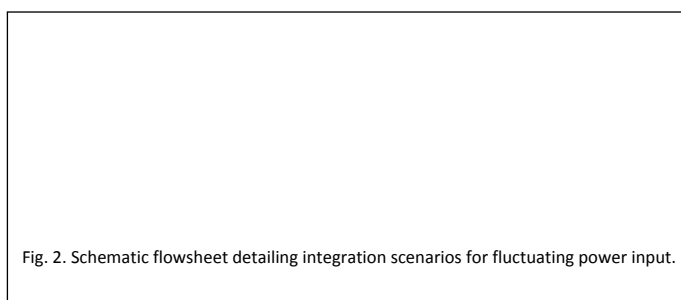 Fig. 2. Schematic flowsheet detailing integration scenarios for fluctuating power input.